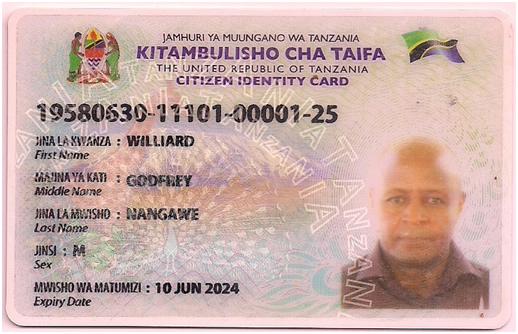 JAMHURI YA MUUNGANO WA TANZANIA
KITAMBULISHO CHA TAIFA
THE UNITED REPUBLIC OF TANZANIA
CITIZEN IDENTITY CARD
19580630-11101-00001-25
JINA LA KWANZA : WILLIARD
First Name
MAJINA YA KATI : GODFREY
Middle Name
JINA LA MWISHO : NANGAWE
Last Name
JINSI : M
Sex
MWISHO WA MATUMIZI : 10 JUN 2024
Expiry Date
TANZANIA
TANZANIA